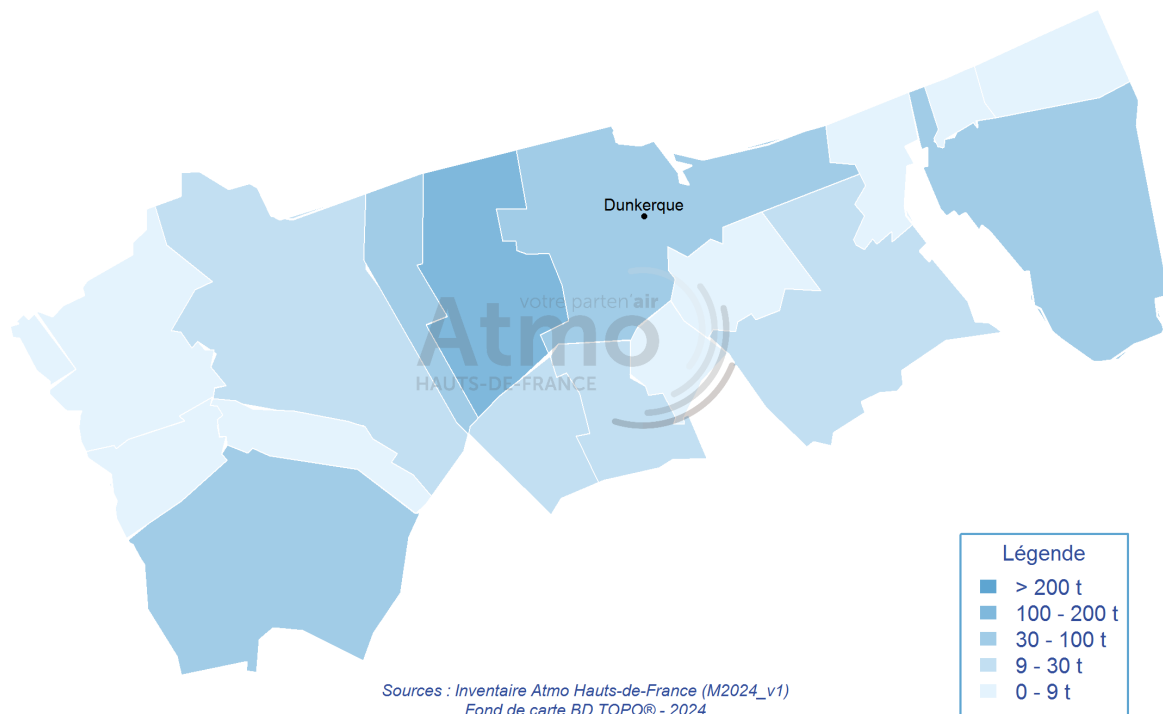 Dunkerque
votre parten'air
Atmo
HAUTS-DE-FRANCE
Légende
> 200 t
100 - 200 t
30 - 100 t
9 - 30 t
0 - 9 t
Sources : Inventaire Atmo Hauts-de-France (M2024_v1)
Fond de carte BD TOPO® - 2024